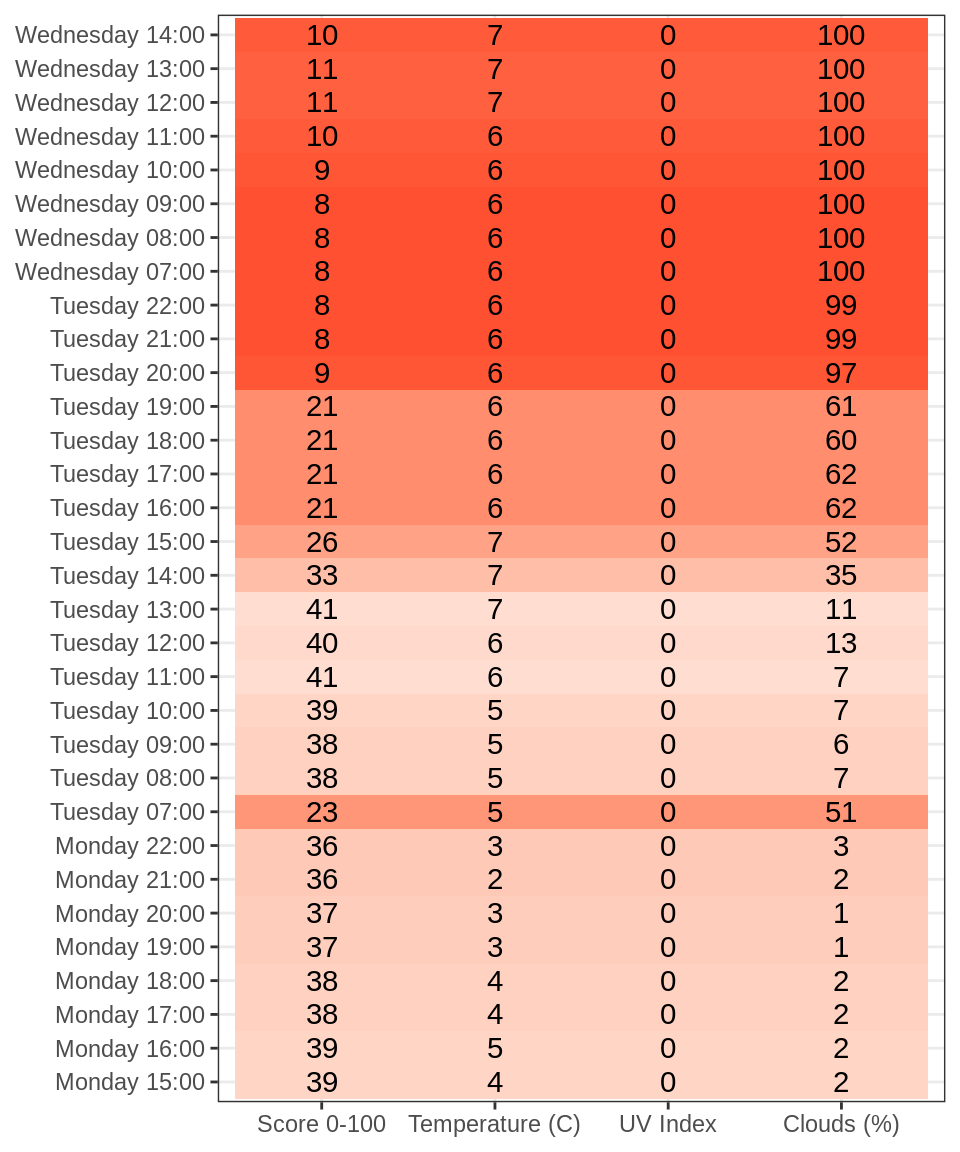 Wednesday 14:00 10 7 0 100
Wednesday 13:00 11 7 0 100
Wednesday 12:00 11 7 0 100
Wednesday 11:00 10 6 0 100
Wednesday 10:00 9 6 0 100
Wednesday 09:00 8 6 0 100
Wednesday 08:00 8 6 0 100
Wednesday 07:00 8 6 0 100
Tuesday 22:00 8 6 0 99
Tuesday 21:00 8 6 0 99
Tuesday 20:00 9 6 0 97
Tuesday 19:00 21 6 0 61
Tuesday 18:00 21 6 0 60
Tuesday 17:00 21 6 0 62
Tuesday 16:00 21 6 0 62
Tuesday 15:00 26 7 0 52
Tuesday 14:00 33 7 0 35
Tuesday 13:00 41 7 0 11
Tuesday 12:00 40 6 0 13
Tuesday 11:00 41 6 0 7
Tuesday 10:00 39 5 0 7
Tuesday 09:00 38 5 0 6
Tuesday 08:00 38 5 0 7
Tuesday 07:00 23 5 0 51
Monday 22:00 36 3 0 3
Monday 21:00 36 2 0 2
Monday 20:00 37 3 0 1
Monday 19:00 37 3 0 1
Monday 18:00 38 4 0 2
Monday 17:00 38 4 0 2
Monday 16:00 39 5 0 2
Monday 15:00 39 4 0 2
Score 0-100 Temperature (C) UV Index Clouds (%)